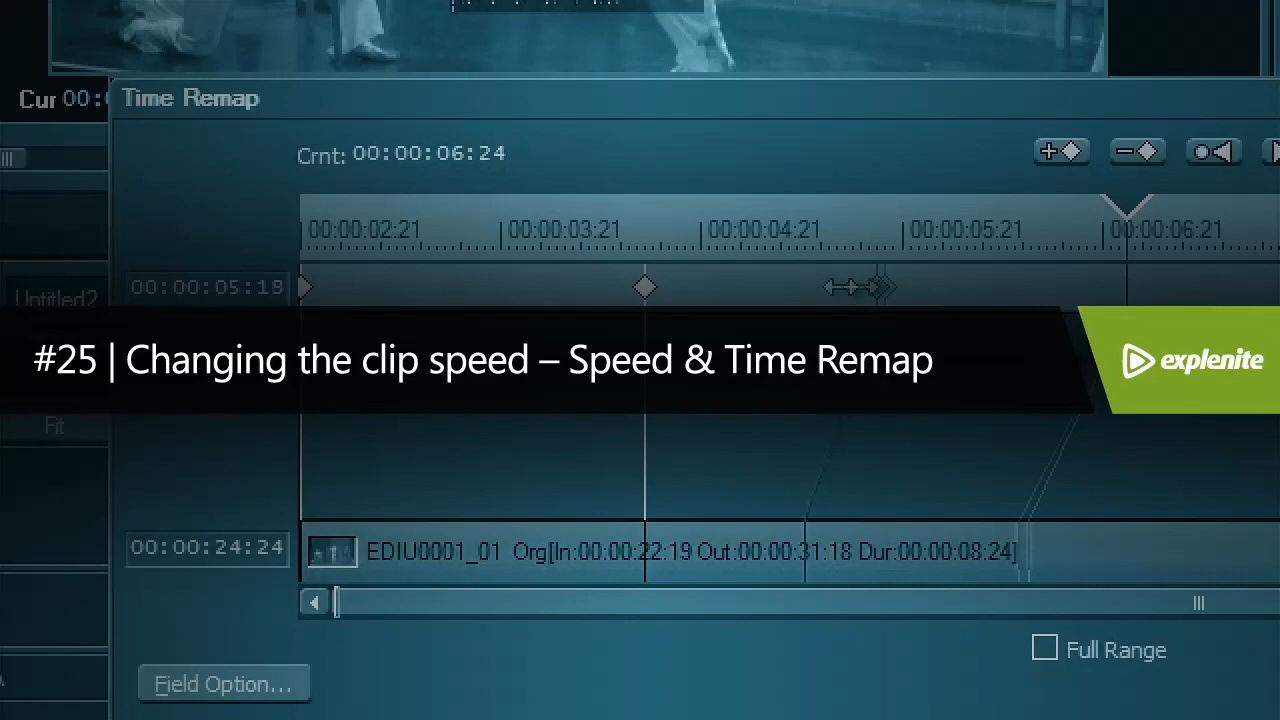 Cur 00:
Time Remap
Crnt: 00:00:06:24
00:00:02:21 00:00:03:21 00:00:04:21 00:00:05:21 00:00:06:21
00:00:05:19
Untitled2
#25 | Changing the clip speed – Speed & Time Remap
explenite
Fit
00:00:24:24
EDIU0001_01 Org[In:00:00:22:19 Out:00:00:31:18 Dur:00:00:08:24]
Full Range
Field Option...